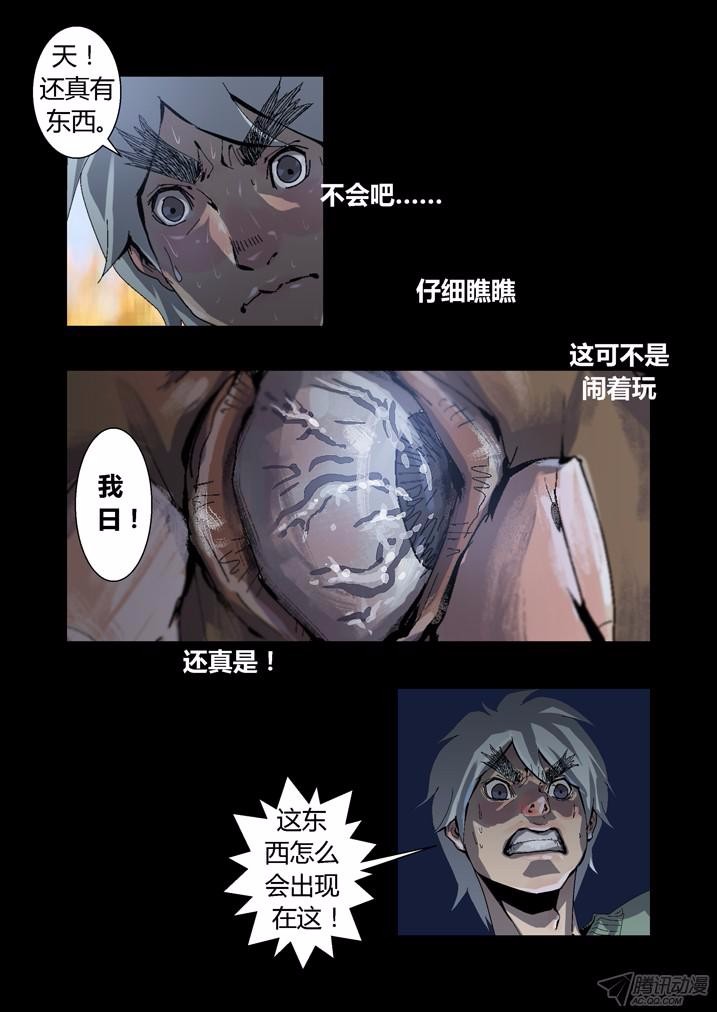 天！
还真有
东西。
不会吧……
仔细瞧瞧
这可不是
闹着玩
我
日！
还真是！
这东
西怎么
会出现
在这！
腾讯动漫
AC.QQ.COM